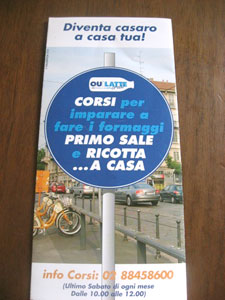 Diventa casaro
a casa tua!
OU LATTE
CORSI per
imparare a
fare i formaggi
PRIMO SALE
e RICOTTA
...A CASA
info Corsi: 02 88458600
(Ultimo Sabato di ogni mese
Dalle 10.00 alle 12.00)